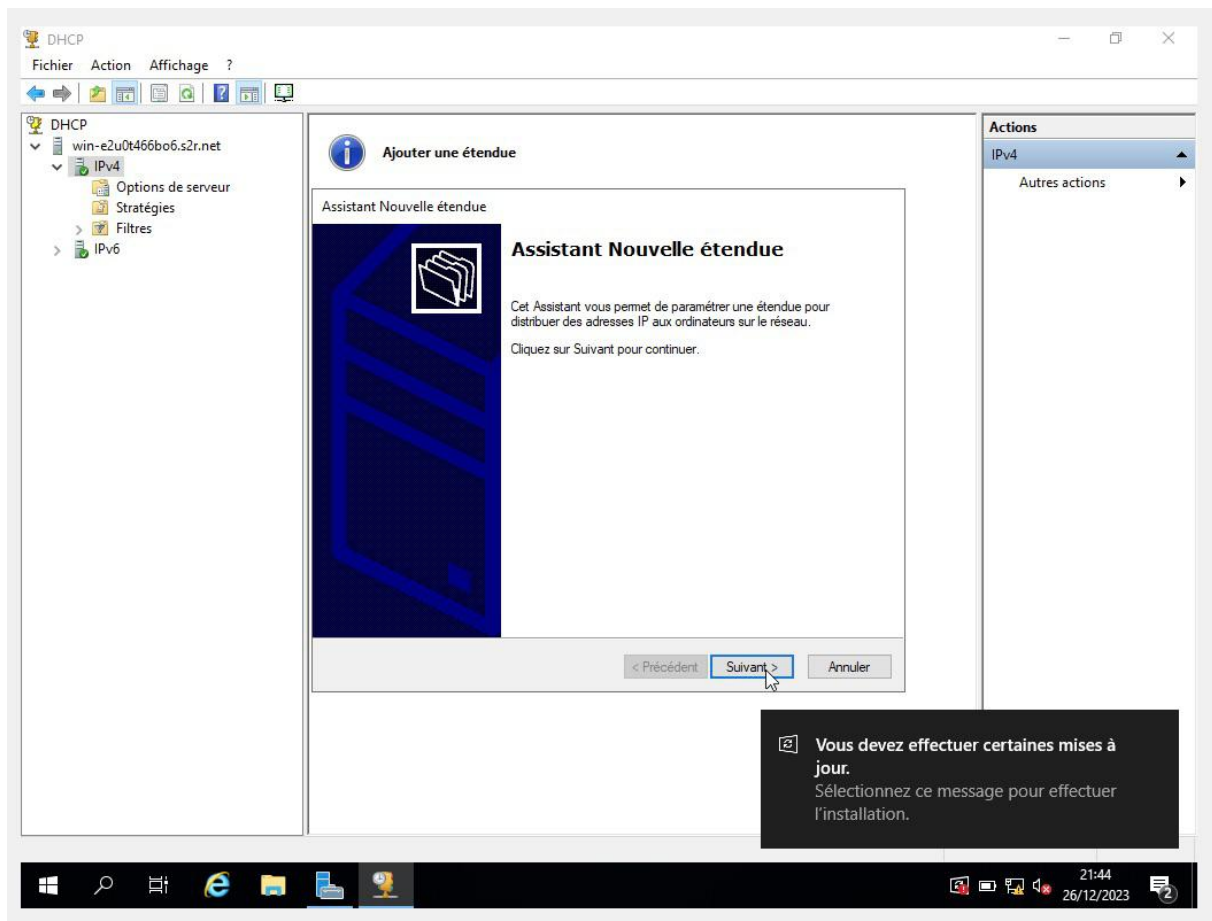 DHCP
Fichier Action Affichage ?
DHCP
win-e2u0t466bo6.s2r.net
IPv4
Options de serveur
Stratégies
Filtres
IPv6
Ajouter une étendue
Assistant Nouvelle étendue
Assistant Nouvelle étendue
Cet Assistant vous permet de paramétrer une étendue pour
distribuer des adresses IP aux ordinateurs sur le réseau.
Cliquez sur Suivant pour continuer.
< Précédent Suivant > Annuler
Actions
IPv4
Autres actions
Vous devez effectuer certaines mises à
jour.
Sélectionnez ce message pour effectuer
l'installation.
21:44
26/12/2023
2